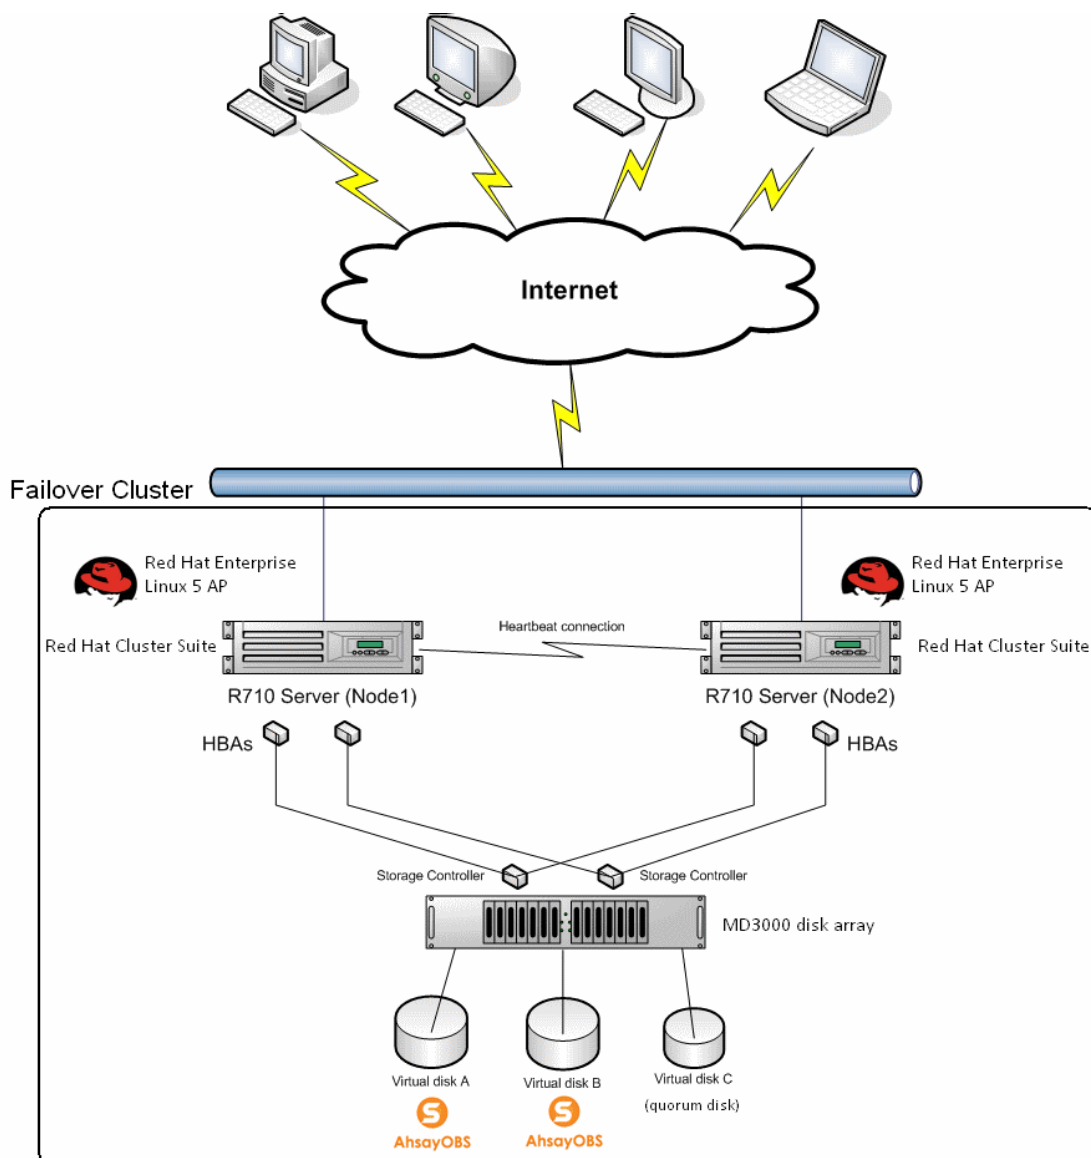 Internet
Failover Cluster
Red Hat Enterprise
Linux 5 AP
Red Hat Enterprise
Linux 5 AP
Red Hat Cluster Suite
Heartbeat connection
Red Hat Cluster Suite
R710 Server (Node1)
R710 Server (Node2)
HBAs
HBAs
Storage Controller
Storage Controller
MD3000 disk array
Virtual disk A
Virtual disk B
Virtual disk C
(quorum disk)
S
AhsayOBS
S
AhsayOBS